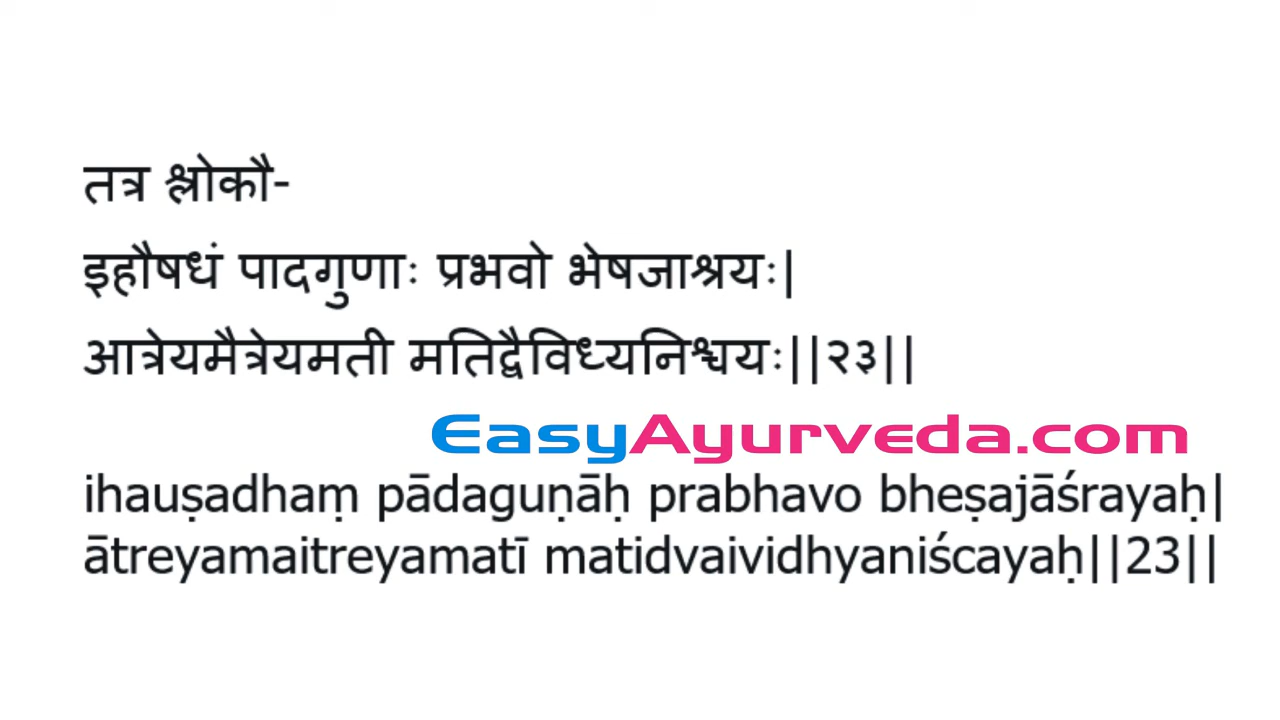 तत्र श्लोकौ-
इहौषधं पादगुणाः प्रभवो भेषजाश्रयः|
आत्रेयमैत्रेयमती मतिद्वैविध्यनिश्चयः||२३||
EasyAyurveda.com
ihauṣadhaṃ pādaguṇāḥ prabhavo bheṣajāśrayaḥ|
ātreyamaitreyamatī matidvaividhyaniścayaḥ||23||